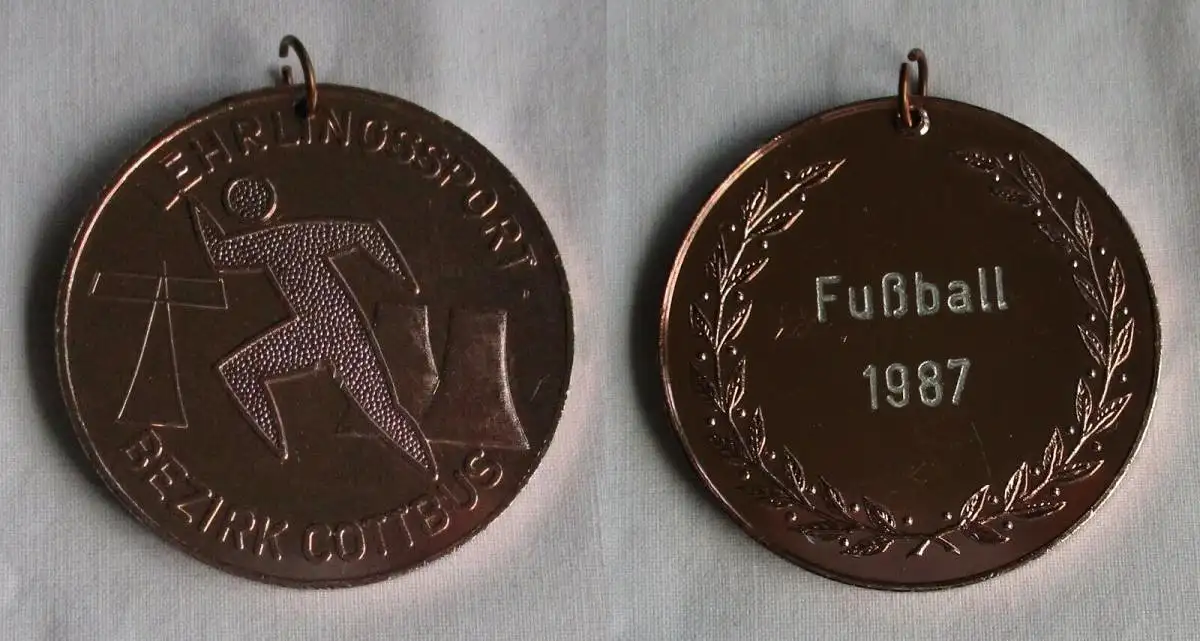 EHRLINGSSPORT
BEZIRK COTTBUS
Fußball
1987